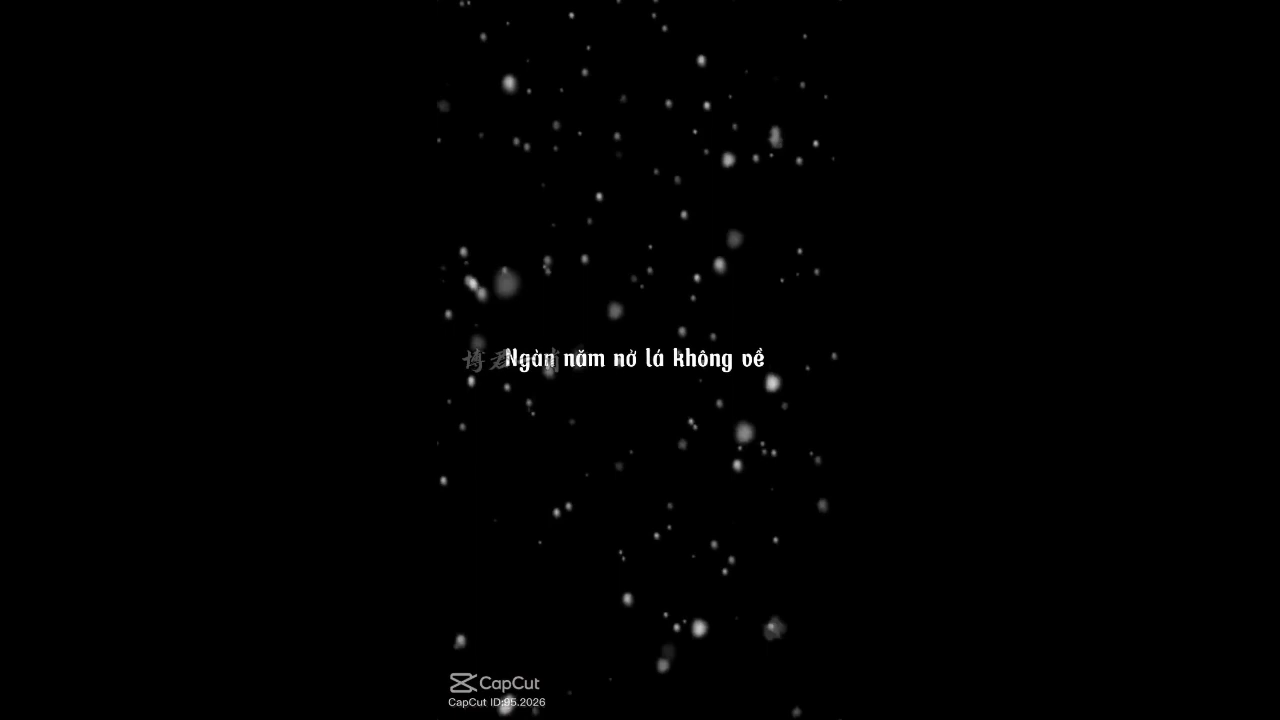 Ngàn năm nở lá không về
CapCut
CapCut ID:95.2026